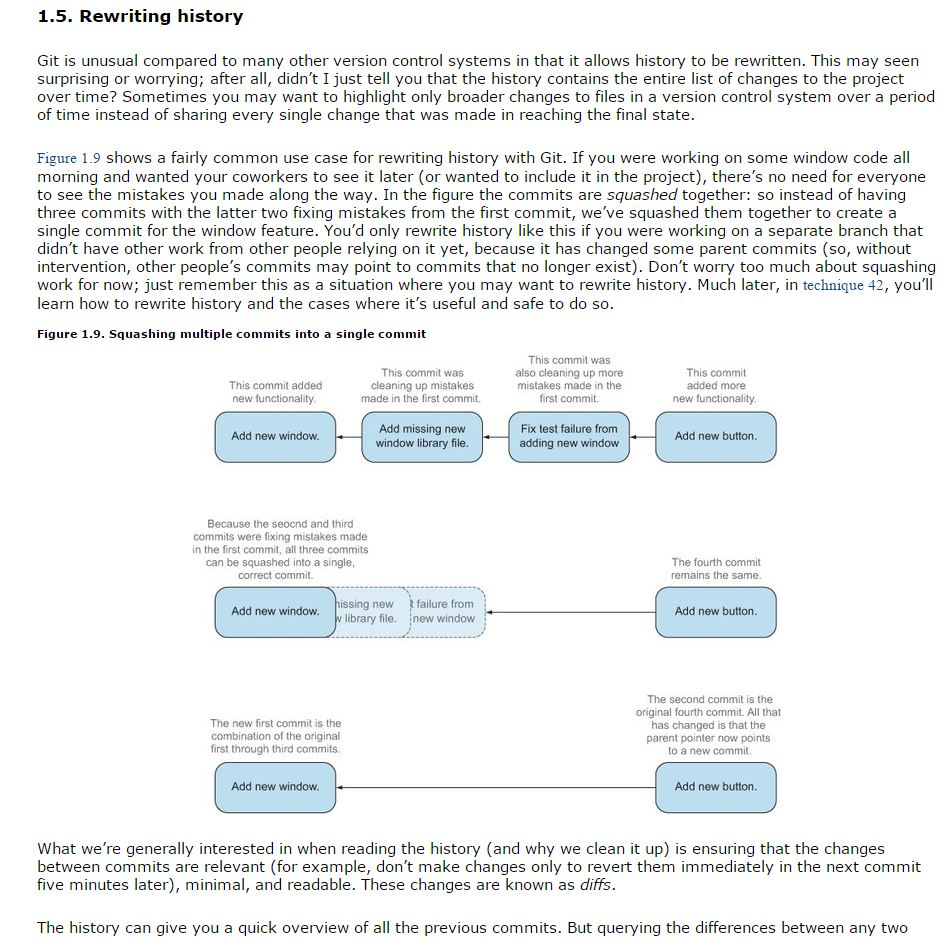 1.5. Rewriting history
Git is unusual compared to many other version control systems in that it allows history to be rewritten. This may seen
surprising or worrying; after all, didn't I just tell you that the history contains the entire list of changes to the project
over time? Sometimes you may want to highlight only broader changes to files in a version control system over a period
of time instead of sharing every single change that was made in reaching the final state.
Figure 1.9 shows a fairly common use case for rewriting history with Git. If you were working on some window code all
morning and wanted your coworkers to see it later (or wanted to include it in the project), there's no need for everyone
to see the mistakes you made along the way. In the figure the commits are squashed together: so instead of having
three commits with the latter two fixing mistakes from the first commit, we've squashed them together to create a
single commit for the window feature. You'd only rewrite history like this if you were working on a separate branch that
didn't have other work from other people relying on it yet, because it has changed some parent commits (so, without
intervention, other people's commits may point to commits that no longer exist). Don't worry too much about squashing
work for now; just remember this as a situation where you may want to rewrite history. Much later, in technique 42, you'll
learn how to rewrite history and the cases where it's useful and safe to do so.
Figure 1.9. Squashing multiple commits into a single commit
This commit added
new functionality.
This commit was
cleaning up mistakes
made in the first commit.
This commit was
also cleaning up more
mistakes made in the
first commit.
This commit
added more
new functionality.
Add new window.
Add missing new
window library file.
Fix test failure from
adding new window
Add new button.
Because the seocnd and third
commits were fixing mistakes made
in the first commit, all three commits
can be squashed into a single,
correct commit.
The fourth commit
remains the same.
Add new window.
issing new
library file.
t failure from
new window
Add new button.
The new first commit is the
combination of the original
first through third commits.
The second commit is the
original fourth commit. All that
has changed is that the
parent pointer now points
to a new commit.
Add new window.
Add new button.
What we're generally interested in when reading the history (and why we clean it up) is ensuring that the changes
between commits are relevant (for example, don't make changes only to revert them immediately in the next commit
five minutes later), minimal, and readable. These changes are known as diffs.
The history can give you a quick overview of all the previous commits. But querying the differences between any two